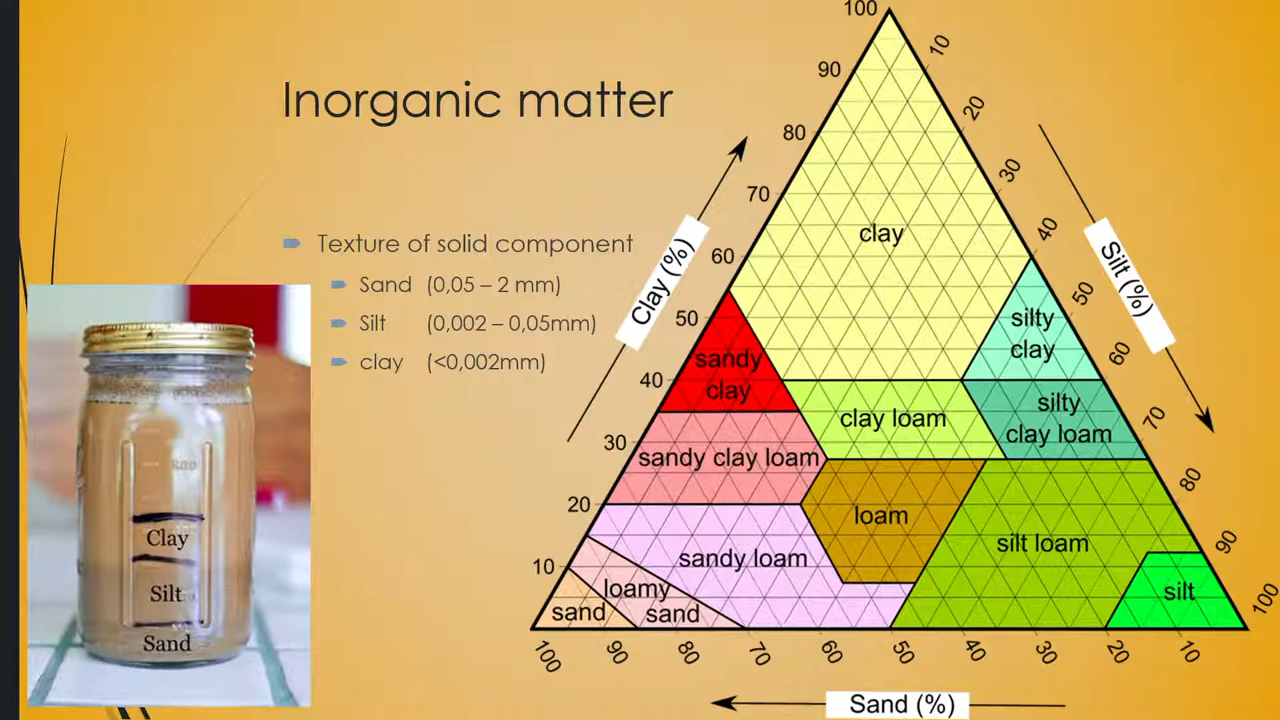 Inorganic matter
Texture of solid component
Sand (0,05 – 2 mm)
Silt (0,002 – 0,05mm)
clay (<0,002mm)
Clay
Silt
Sand
100
90
80
70
60
50
40
30
20
10
Clay (%)
10
20
30
40
50
60
70
80
90
100
Silt (%)
100
90
80
70
60
50
40
30
20
10
Sand (%)
clay
silty
clay
sandy
clay
clay loam
silty
clay loam
sandy clay loam
loam
silt loam
sandy loam
silt
loamy
sand
sand